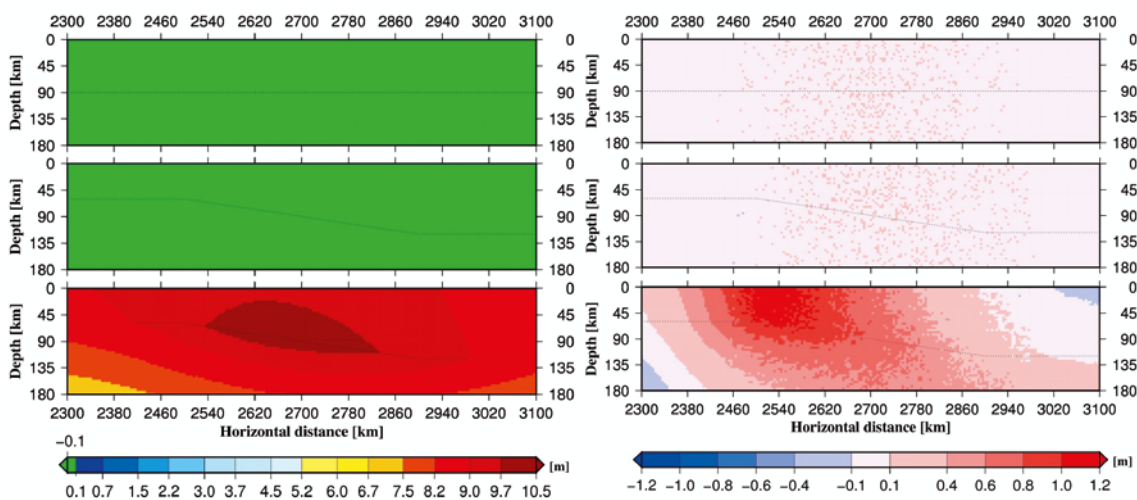 2300 2380 2460 2540 2620 2700 2780 2860 2940 3020 3100
0 45 90 135 180
Depth [km]
0 45 90 135 180
0 45 90 135 180
Depth [km]
0 45 90 135 180
0 45 90 135 180
Depth [km]
0 45 90 135 180
2300 2380 2460 2540 2620 2700 2780 2860 2940 3020 3100
Horizontal distance [km]
−0.1
[m]
0.1 0.7 1.5 2.2 3.0 3.7 4.5 5.2 6.0 6.7 7.5 8.2 9.0 9.7 10.5
2300 2380 2460 2540 2620 2700 2780 2860 2940 3020 3100
0 45 90 135 180
Depth [km]
0 45 90 135 180
0 45 90 135 180
Depth [km]
0 45 90 135 180
0 45 90 135 180
Depth [km]
0 45 90 135 180
2300 2380 2460 2540 2620 2700 2780 2860 2940 3020 3100
Horizontal distance [km]
[m]
−1.2 −1.0 −0.8 −0.6 −0.4 −0.1 0.1 0.4 0.6 0.8 1.0 1.2